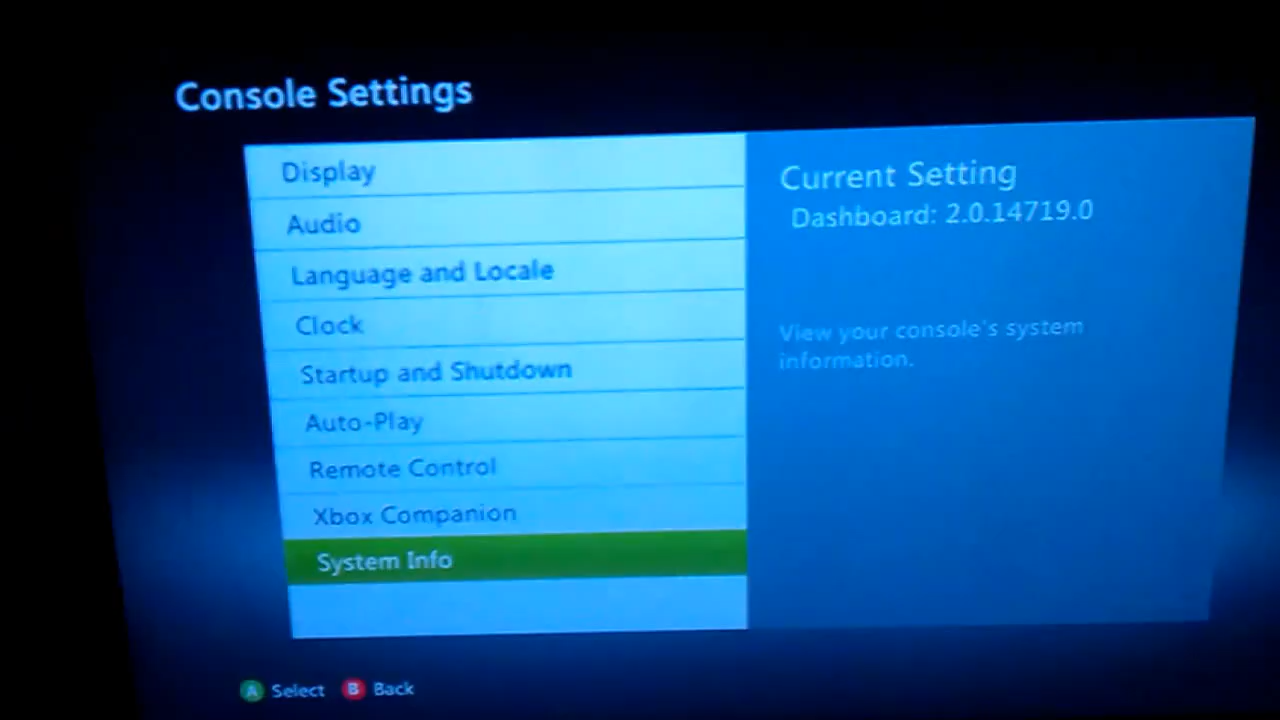 Console Settings
Display
Audio
Language and Locale
Clock
Startup and Shutdown
Auto-Play
Remote Control
Xbox Companion
System Info
Current Setting
Dashboard: 2.0.14719.0
View your console's system
information.
A Select B Back